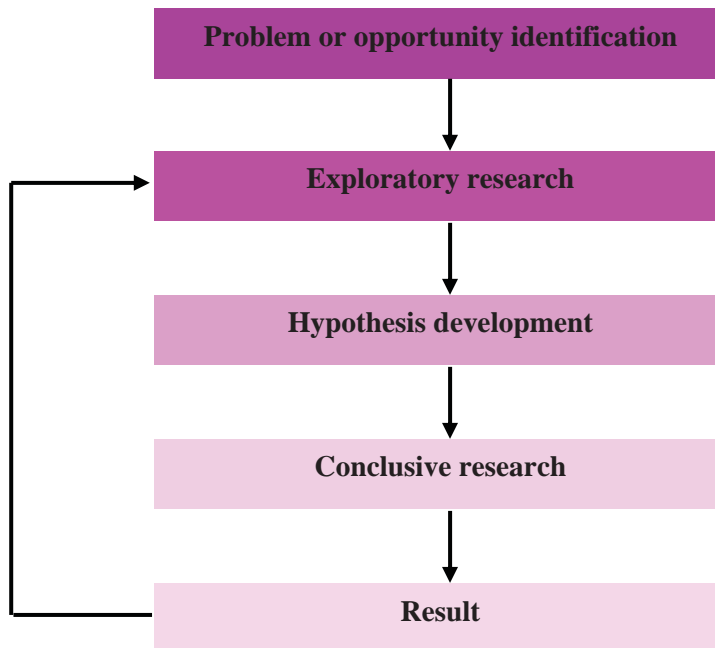 Problem or opportunity identification
Exploratory research
Hypothesis development
Conclusive research
Result